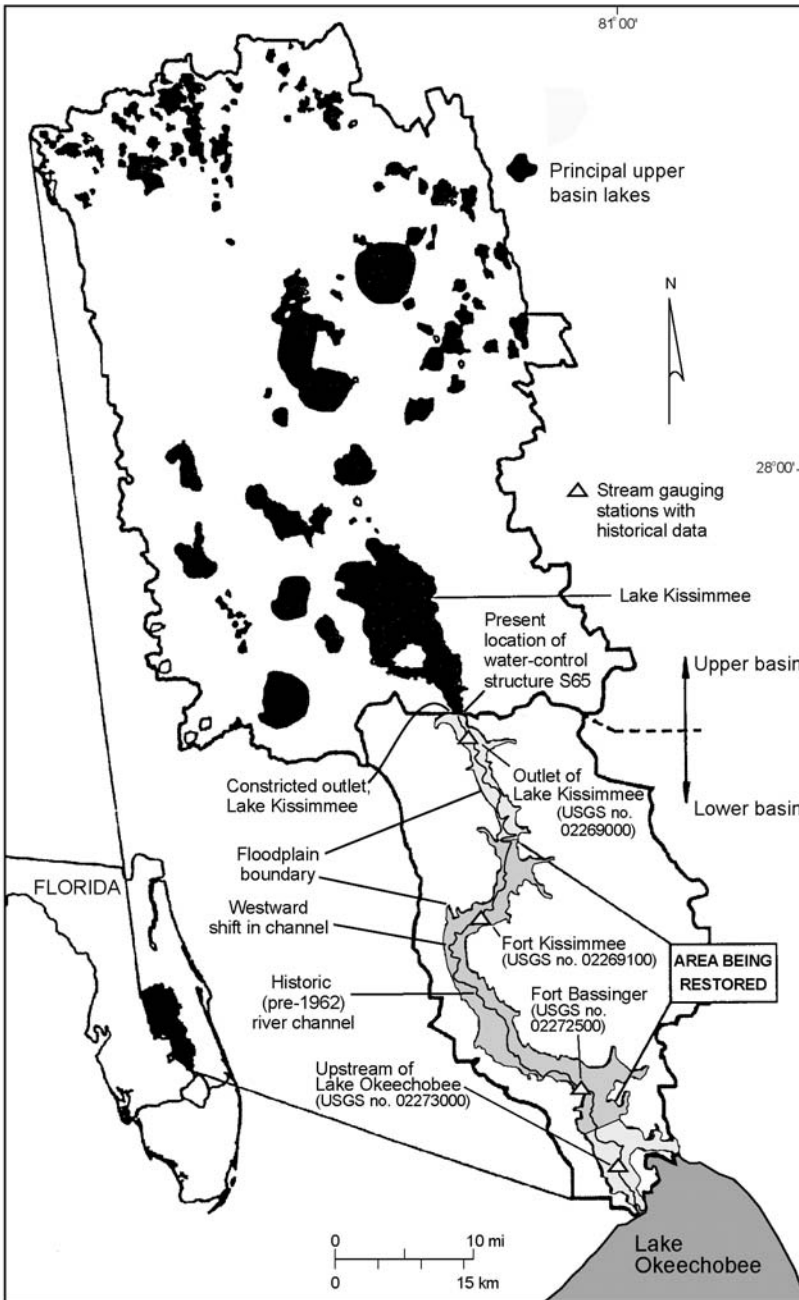 81°00'
Principal upper
basin lakes
N
28°00'
Stream gauging
stations with
historical data
Lake Kissimmee
Present
location of
water-control
structure S65
Upper basin
Constricted outlet,
Lake Kissimmee
Outlet of
Lake Kissimmee
(USGS no.
02269000)
Lower basin
Floodplain
boundary
FLORIDA
Westward
shift in channel
Fort Kissimmee
(USGS no. 02269100)
AREA BEING
RESTORED
Historic
(pre-1962)
river channel
Fort Bassinger
(USGS no.
02272500)
Upstream of
Lake Okeechobee
(USGS no. 02273000)
0 10 mi
0 15 km
Lake
Okeechobee